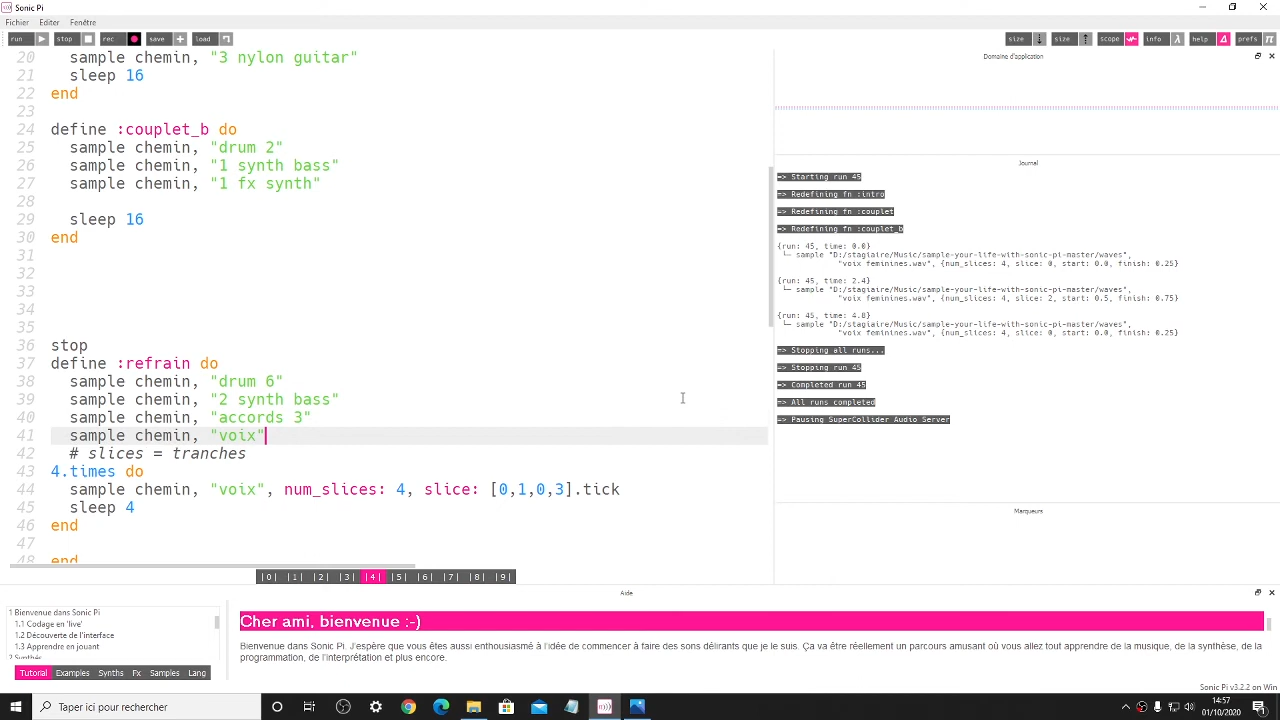 Sonic Pi
Fichier Editer Fenêtre
run stop rec save load size size scope info help prefs
20 sample chemin, "3 nylon guitar"
21 sleep 16
22 end
23
24 define :couplet_b do
25 sample chemin, "drum 2"
26 sample chemin, "1 synth bass"
27 sample chemin, "1 fx synth"
28
29 sleep 16
30 end
31
32
33
34
35
36 stop
37 define :refrain do
38 sample chemin, "drum 6"
39 sample chemin, "2 synth bass"
40 sample chemin, "accords 3"
41 sample chemin, "voix"
42 # slices = tranches
43 4.times do
44 sample chemin, "voix", num_slices: 4, slice: [0,1,0,3].tick
45 sleep 4
46 end
47
48 end
|0| |1| |2| |3| |4| |5| |6| |7| |8| |9|
Domaine d'application
Journal
=> Starting run 45
=> Redefining fn :intro
=> Redefining fn :couplet
=> Redefining fn :couplet_b
{run: 45, time: 0.0}
└─ sample "D:/stagiaire/Music/sample-your-life-with-sonic-pi-master/waves",
"voix feminines.wav", {num_slices: 4, slice: 0, start: 0.0, finish: 0.25}
{run: 45, time: 2.4}
└─ sample "D:/stagiaire/Music/sample-your-life-with-sonic-pi-master/waves",
"voix feminines.wav", {num_slices: 4, slice: 2, start: 0.5, finish: 0.75}
{run: 45, time: 4.8}
└─ sample "D:/stagiaire/Music/sample-your-life-with-sonic-pi-master/waves",
"voix feminines.wav", {num_slices: 4, slice: 0, start: 0.0, finish: 0.25}
=> Stopping all runs...
=> Stopping run 45
=> Completed run 45
=> All runs completed
=> Pausing SuperCollider Audio Server
Marqueurs
Aide
1 Bienvenue dans Sonic Pi
1.1 Codage en 'live'
1.2 Découverte de l'interface
1.3 Apprendre en jouant
2 Synthés
Tutorial Examples Synths Fx Samples Lang
Cher ami, bienvenue :-)
Bienvenue dans Sonic Pi. J'espère que vous êtes aussi enthousiasmé à l'idée de commencer à faire des sons délirants que je le suis. Ça va être réellement un parcours amusant où vous allez tout apprendre de la musique, de la synthèse, de la
programmation, de l'interprétation et plus encore.
Sonic Pi v3.2.2 on Win
Taper ici pour rechercher
14:57
01/10/2020